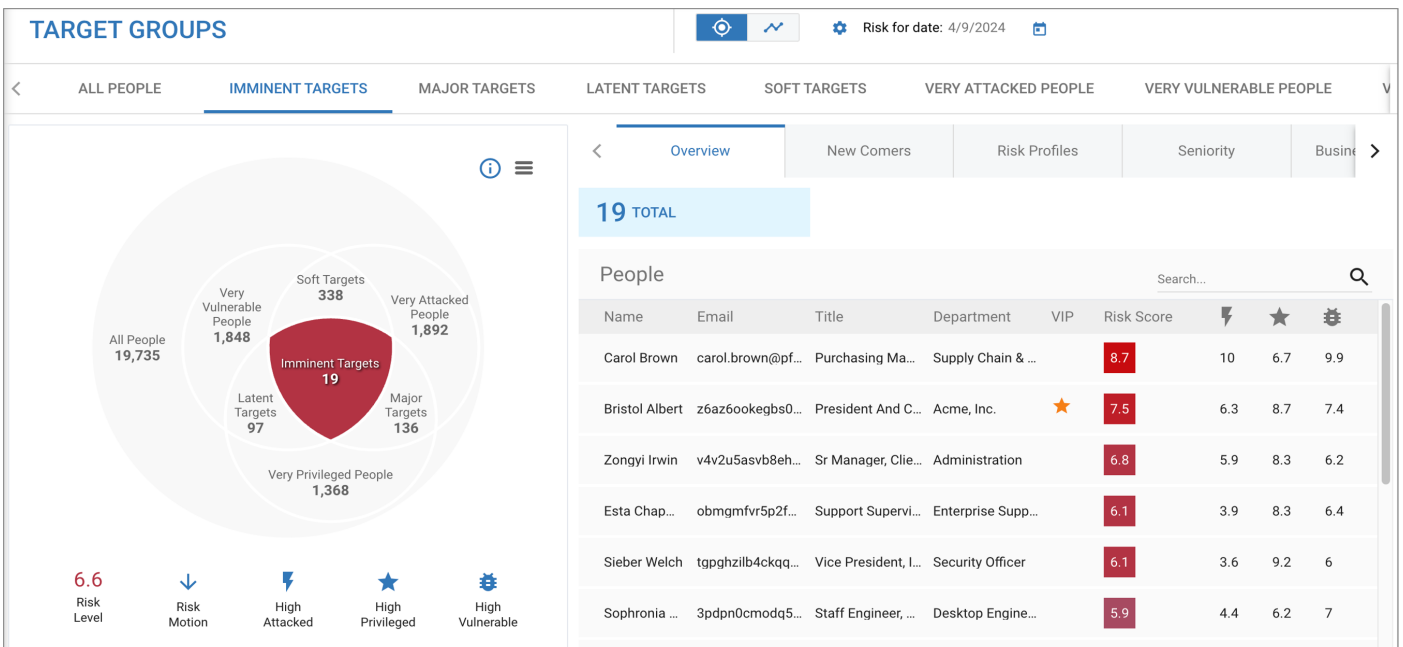 TARGET GROUPS
Risk for date: 4/9/2024
ALL PEOPLE
IMMINENT TARGETS
MAJOR TARGETS
LATENT TARGETS
SOFT TARGETS
VERY ATTACKED PEOPLE
VERY VULNERABLE PEOPLE
V
Soft Targets
338
Very
Vulnerable
People
1,848
Very Attacked
People
1,892
All People
19,735
Imminent Targets
19
Latent
Targets
97
Major
Targets
136
Very Privileged People
1,368
6.6
Risk
Level
Risk
Motion
High
Attacked
High
Privileged
High
Vulnerable
Overview
New Comers
Risk Profiles
Seniority
Busine
19 TOTAL
People
Search...
Name Email Title Department VIP Risk Score
Carol Brown carol.brown@pf... Purchasing Ma... Supply Chain & ... 8.7 10 6.7 9.9
Bristol Albert z6az6ookegbs0... President And C... Acme, Inc. 7.5 6.3 8.7 7.4
Zongyi Irwin v4v2u5asvb8eh... Sr Manager, Clie... Administration 6.8 5.9 8.3 6.2
Esta Chap... obmgmfvr5p2f... Support Supervi... Enterprise Supp... 6.1 3.9 8.3 6.4
Sieber Welch tgpghzilb4ckqq... Vice President, I... Security Officer 6.1 3.6 9.2 6
Sophronia ... 3pdpn0cmodq5... Staff Engineer, ... Desktop Engine... 5.9 4.4 6.2 7